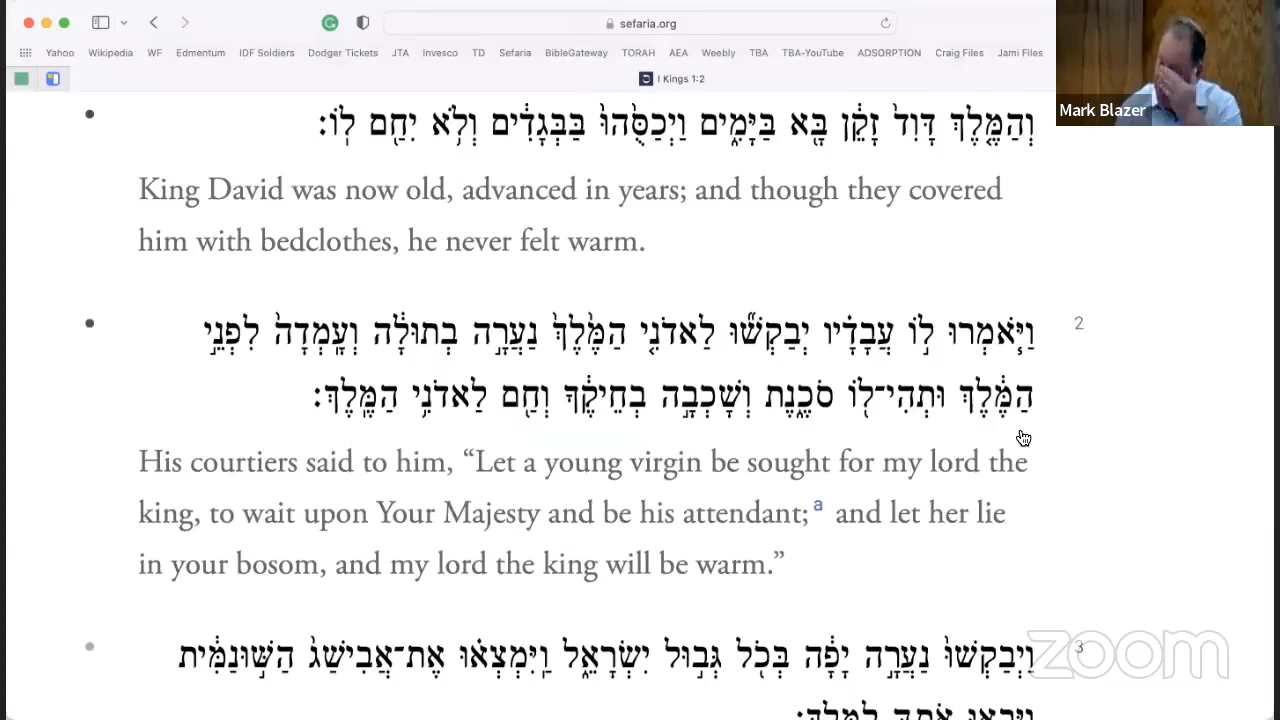 sefaria.org
Yahoo Wikipedia WF Edmentum IDF Soldiers Dodger Tickets JTA Invesco TD Sefaria BibleGateway TORAH AEA Weebly TBA TBA-YouTube ADSORPTION Craig Files Jami Files
I Kings 1:2
Mark Blazer
וְהַמֶּ֤לֶךְ דָּוִד֙ זָקֵ֔ן בָּ֖א בַּיָּמִ֑ים וַיְכַסֻּ֙הוּ֙ בַּבְּגָדִ֔ים וְלֹ֥א יִחַ֖ם לֽוֹ׃
King David was now old, advanced in years; and though they covered
him with bedclothes, he never felt warm.
2
וַיֹּ֧אמְרוּ ל֣וֹ עֲבָדָ֗יו יְבַקְשׁ֞וּ לַאדֹנִ֤י הַמֶּ֙לֶךְ֙ נַעֲרָ֣ה בְתוּלָ֔ה וְעָֽמְדָה֙ לִפְנֵ֣י
הַמֶּ֔לֶךְ וּתְהִי־ל֖וֹ סֹכֶ֑נֶת וְשָׁכְבָ֣ה בְחֵיקֶ֔ךָ וְחַ֖ם לַאדֹנִ֥י הַמֶּֽלֶךְ׃
His courtiers said to him, “Let a young virgin be sought for my lord the
king, to wait upon Your Majesty and be his attendant;a and let her lie
in your bosom, and my lord the king will be warm.”
3
וַיְבַקְשׁוּ֙ נַעֲרָ֣ה יָפָ֔ה בְּכֹ֖ל גְּב֣וּל יִשְׂרָאֵ֑ל וַֽיִּמְצְא֗וּ אֶת־אֲבִישַׁג֙ הַשּׁ֣וּנַמִּ֔ית
zoom